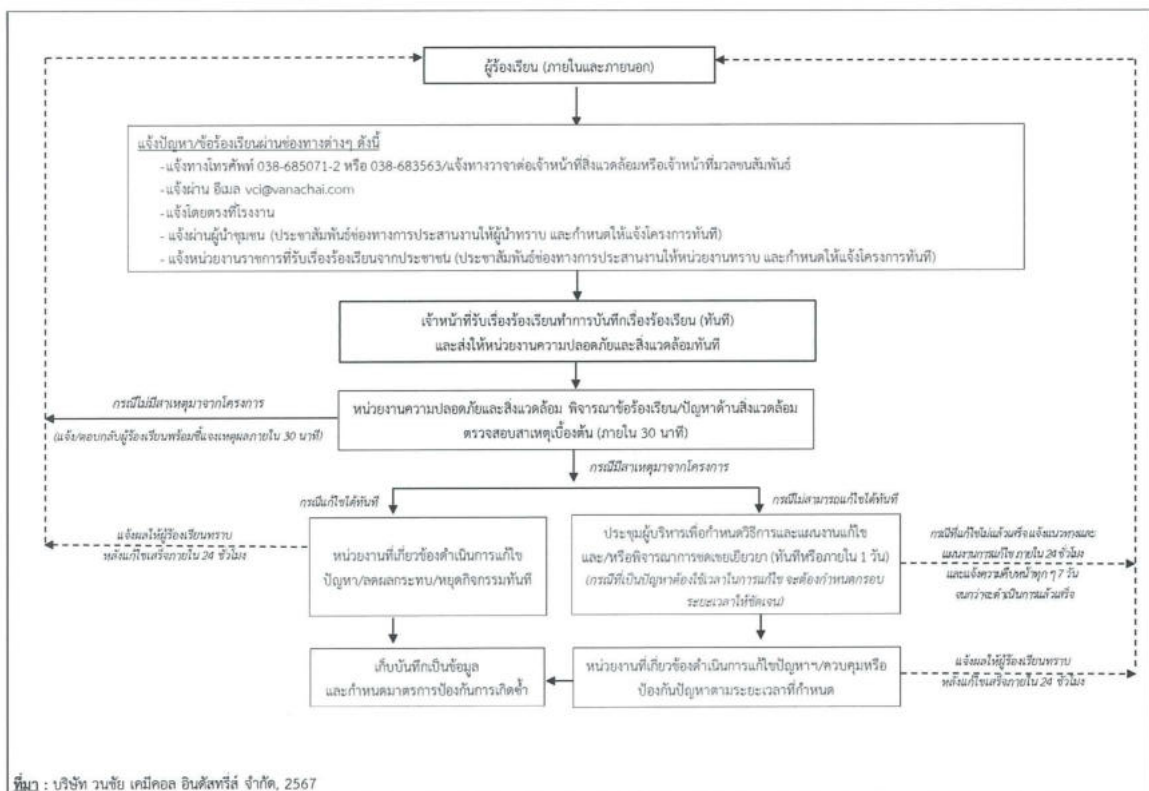 ผู้ร้องเรียน (ภายในและภายนอก)
แจ้งปัญหา/ข้อร้องเรียนผ่านช่องทางต่างๆ ดังนี้
-แจ้งทางโทรศัพท์ 038-685071-2 หรือ 038-683563/แจ้งทางวาจาต่อเจ้าหน้าที่สิ่งแวดล้อมหรือเจ้าหน้าที่มวลชนสัมพันธ์
-แจ้งผ่าน อีเมล vci@vanachai.com
-แจ้งโดยตรงที่โรงงาน
- แจ้งผ่านผู้นำชุมชน (ประชาสัมพันธ์ช่องทางการประสานงานให้ผู้นำทราบ และกำหนดให้แจ้งโครงการทันที)
- แจ้งหน่วยงานราชการที่รับเรื่องร้องเรียนจากประชาชน (ประชาสัมพันธ์ช่องทางการประสานงานให้หน่วยงานทราบ และกำหนดให้แจ้งโครงการทันที)
เจ้าหน้าที่รับเรื่องร้องเรียนทำการบันทึกเรื่องร้องเรียน (ทันที)
และส่งให้หน่วยงานความปลอดภัยและสิ่งแวดล้อมทันที
กรณีไม่มีสาเหตุมาจากโครงการ
(แจ้ง/ตอบกลับผู้ร้องเรียนพร้อมชี้แจงเหตุผลภายใน 30 นาที)
หน่วยงานความปลอดภัยและสิ่งแวดล้อม พิจารณาข้อร้องเรียน/ปัญหาด้านสิ่งแวดล้อม
ตรวจสอบสาเหตุเบื้องต้น (ภายใน 30 นาที)
กรณีมีสาเหตุมาจากโครงการ
กรณีแก้ไขได้ทันที
กรณีไม่สามารถแก้ไขได้ทันที
แจ้งผลให้ผู้ร้องเรียนทราบ
หลังแก้ไขเสร็จภายใน 24 ชั่วโมง
หน่วยงานที่เกี่ยวข้องดำเนินการแก้ไข
ปัญหา/ลดผลกระทบ/หยุดกิจกรรมทันที
ประชุมผู้บริหารเพื่อกำหนดวิธีการและแผนงานแก้ไข
และ/หรือพิจารณาการชดเชยเยียวยา (ทันทีหรือภายใน 1 วัน)
(กรณีที่เป็นปัญหาต้องใช้เวลาในการแก้ไข จะต้องกำหนดกรอบ
ระยะเวลาให้ชัดเจน)
กรณีที่แก้ไขไม่แล้วเสร็จ แจ้งแนวทางและ
แผนงานการแก้ไข ภายใน 24 ชั่วโมง
และแจ้งความคืบหน้าทุก ๆ 7 วัน
จนกว่าจะดำเนินการแล้วเสร็จ
เก็บบันทึกเป็นข้อมูล
และกำหนดมาตรการป้องกันการเกิดซ้ำ
หน่วยงานที่เกี่ยวข้องดำเนินการแก้ไขปัญหาฯ/ควบคุมหรือ
ป้องกันปัญหาตามระยะเวลาที่กำหนด
แจ้งผลให้ผู้ร้องเรียนทราบ
หลังแก้ไขเสร็จภายใน 24 ชั่วโมง
ที่มา : บริษัท วนชัย เคมิคอล อินดัสทรีส์ จำกัด, 2567